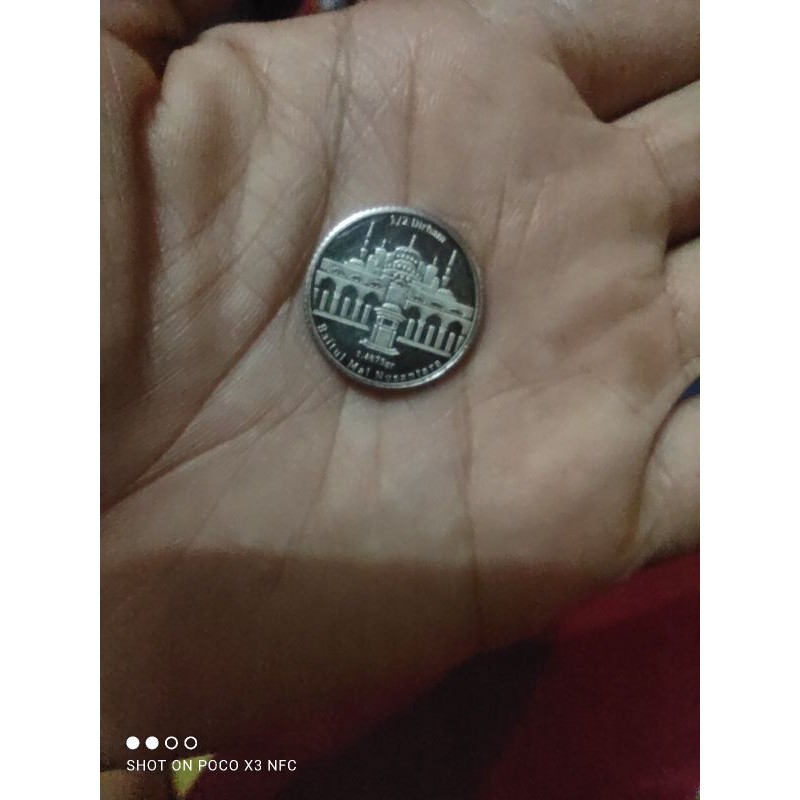 1/2 Dirham
1.4875gr
Baitul Mal Nusantara
SHOT ON POCO X3 NFC